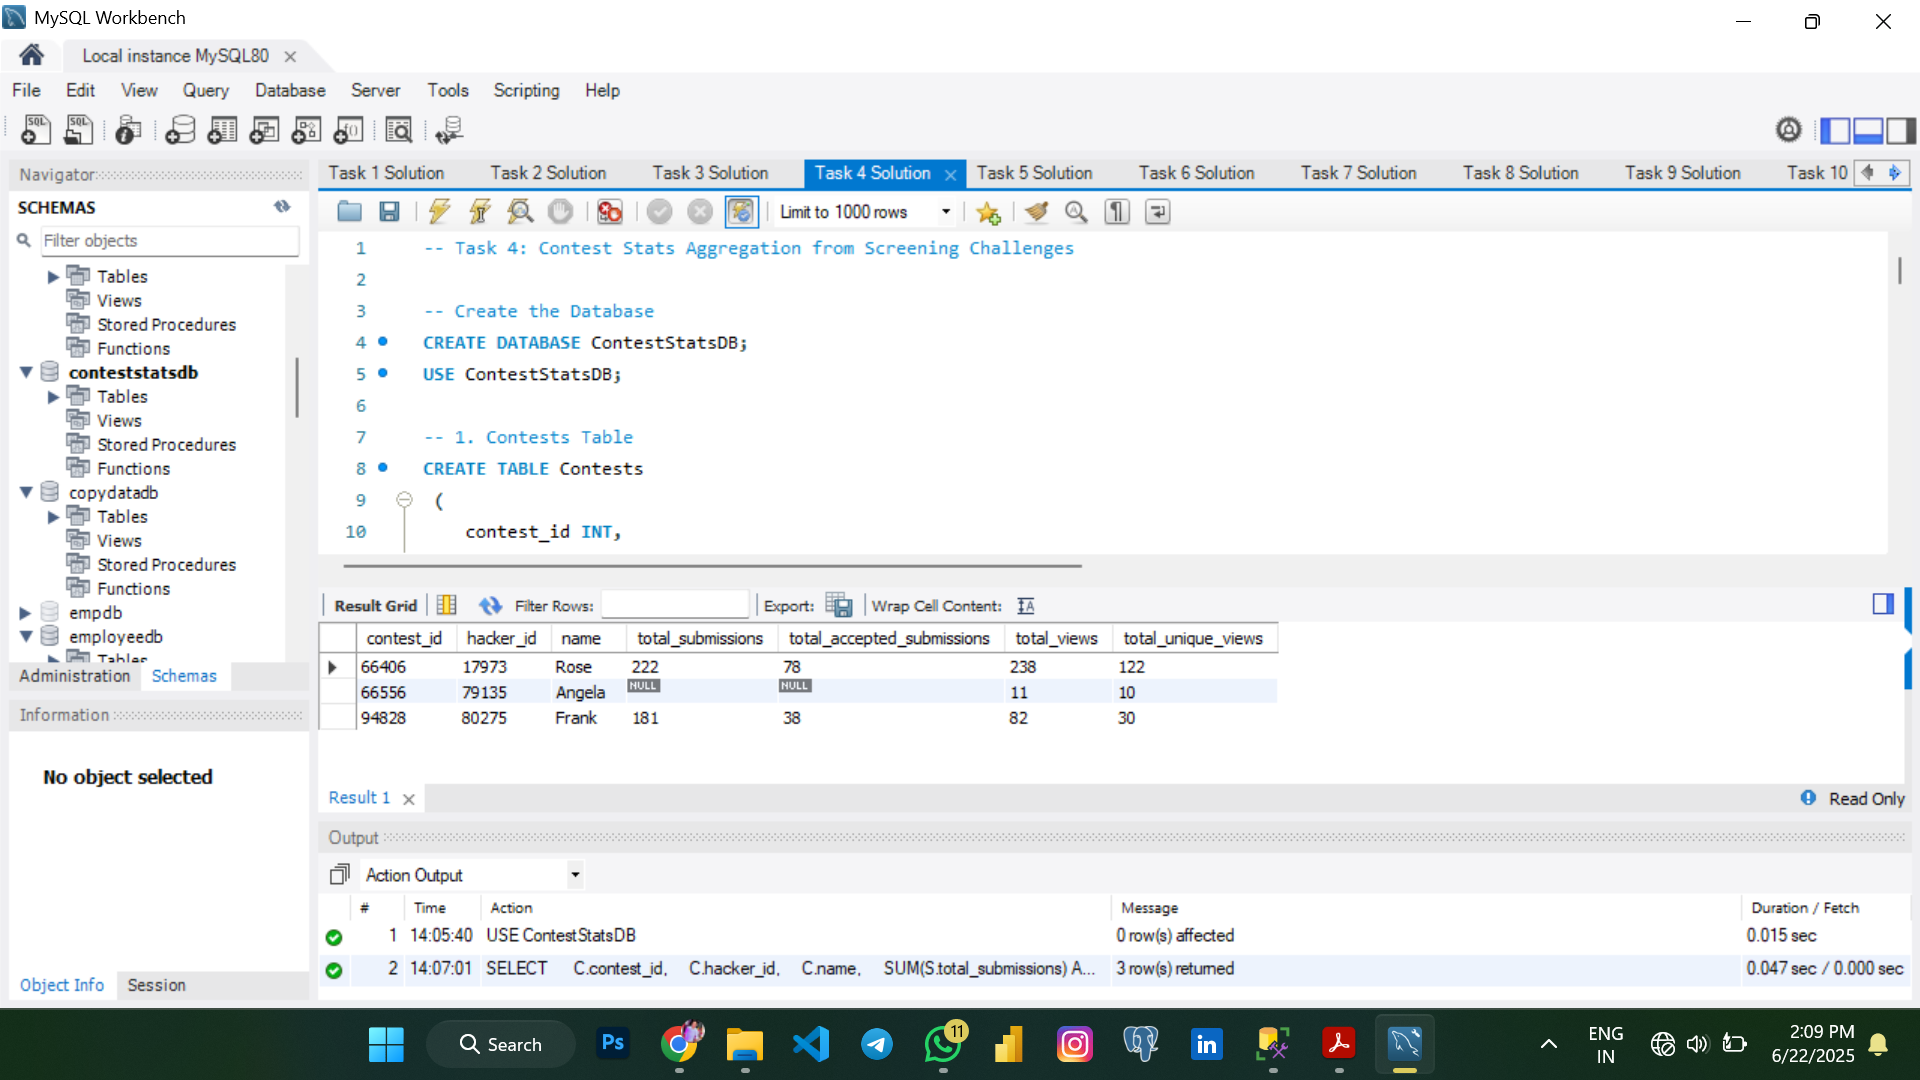 MySQL Workbench
Local instance MySQL80
File Edit View Query Database Server Tools Scripting Help
Navigator
SCHEMAS
Filter objects
Tables
Views
Stored Procedures
Functions
conteststatsdb
Tables
Views
Stored Procedures
Functions
copydatadb
Tables
Views
Stored Procedures
Functions
empdb
employeedb
Tables
Administration Schemas
Information
No object selected
Object Info Session
Task 1 Solution Task 2 Solution Task 3 Solution Task 4 Solution Task 5 Solution Task 6 Solution Task 7 Solution Task 8 Solution Task 9 Solution Task 10
Limit to 1000 rows
1 -- Task 4: Contest Stats Aggregation from Screening Challenges
2
3 -- Create the Database
4 CREATE DATABASE ContestStatsDB;
5 USE ContestStatsDB;
6
7 -- 1. Contests Table
8 CREATE TABLE Contests
9 (
10 contest_id INT,
Result Grid Filter Rows: Export: Wrap Cell Content:
contest_id hacker_id name total_submissions total_accepted_submissions total_views total_unique_views
66406 17973 Rose 222 78 238 122
66556 79135 Angela NULL NULL 11 10
94828 80275 Frank 181 38 82 30
Result 1
Read Only
Output
Action Output
# Time Action Message Duration / Fetch
1 14:05:40 USE ContestStatsDB 0 row(s) affected 0.015 sec
2 14:07:01 SELECT C.contest_id, C.hacker_id, C.name, SUM(S.total_submissions) A... 3 row(s) returned 0.047 sec / 0.000 sec
Search
Ps
11
in
ENG
IN
2:09 PM
6/22/2025